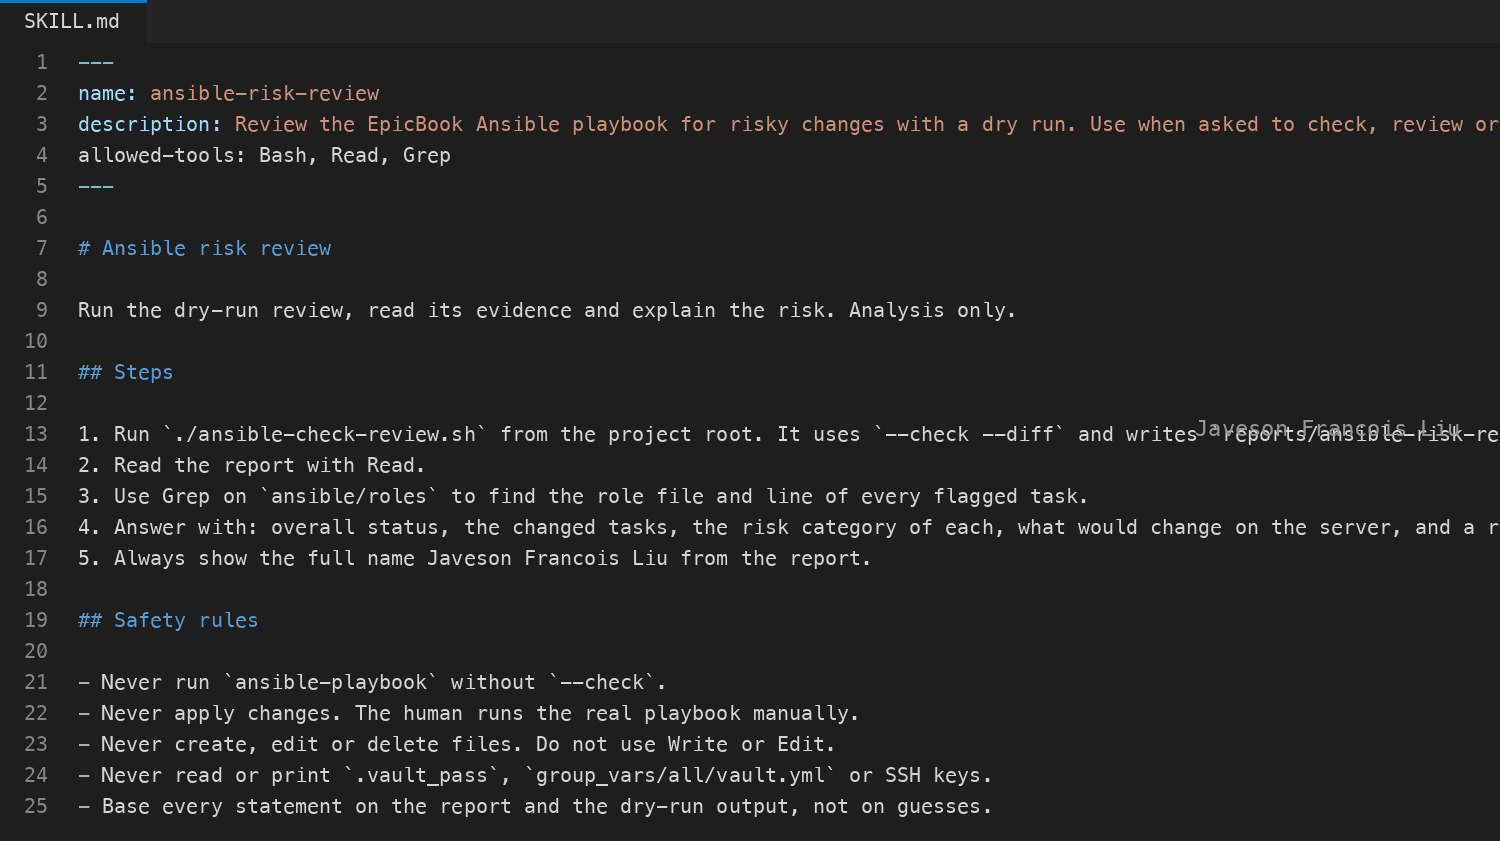 SKILL.md
1 ---
2 name: ansible-risk-review
3 description: Review the EpicBook Ansible playbook for risky changes with a dry run. Use when asked to check, review or
4 allowed-tools: Bash, Read, Grep
5 ---
6
7 # Ansible risk review
8
9 Run the dry-run review, read its evidence and explain the risk. Analysis only.
10
11 ## Steps
12
Javeson Francois Liu
13 1. Run `./ansible-check-review.sh` from the project root. It uses `--check --diff` and writes `reports/ansible-risk-re
14 2. Read the report with Read.
15 3. Use Grep on `ansible/roles` to find the role file and line of every flagged task.
16 4. Answer with: overall status, the changed tasks, the risk category of each, what would change on the server, and a r
17 5. Always show the full name Javeson Francois Liu from the report.
18
19 ## Safety rules
20
21 - Never run `ansible-playbook` without `--check`.
22 - Never apply changes. The human runs the real playbook manually.
23 - Never create, edit or delete files. Do not use Write or Edit.
24 - Never read or print `.vault_pass`, `group_vars/all/vault.yml` or SSH keys.
25 - Base every statement on the report and the dry-run output, not on guesses.